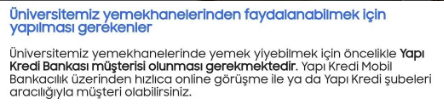 Üniversitemiz yemekhanelerinden faydalanabilmek için
yapılması gerekenler
Üniversitemiz yemekhanelerinde yemek yiyebilmek için öncelikle Yapı
Kredi Bankası müşterisi olunması gerekmektedir. Yapı Kredi Mobil
Bankacılık üzerinden hızlıca online görüşme ile ya da Yapı Kredi şubeleri
aracılığıyla müşteri olabilirsiniz.